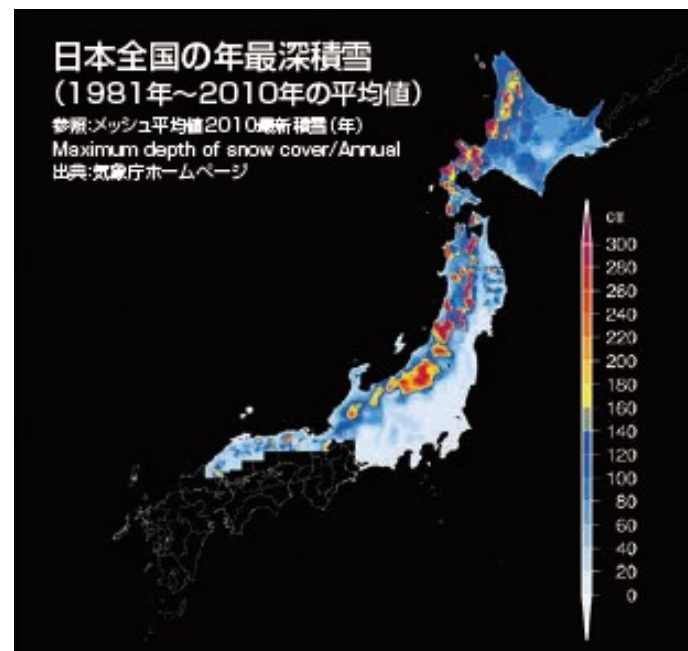 日本全国の年最深積雪
(1981年～2010年の平均値)
参照:メッシュ平均値2010最新積雪(年)
Maximum depth of snow cover/Annual
出典:気象庁ホームページ
cm
300
280
260
240
220
200
180
160
140
120
100
80
60
40
20
0